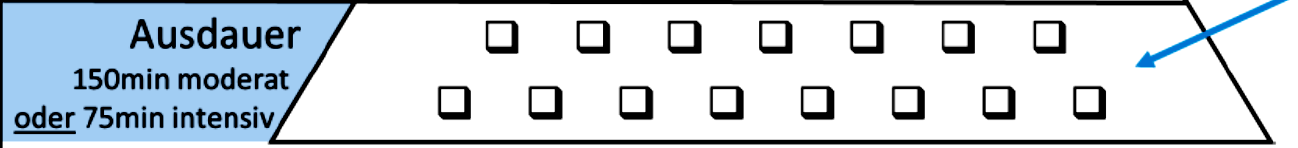 Ausdauer
150min moderat
oder 75min intensiv